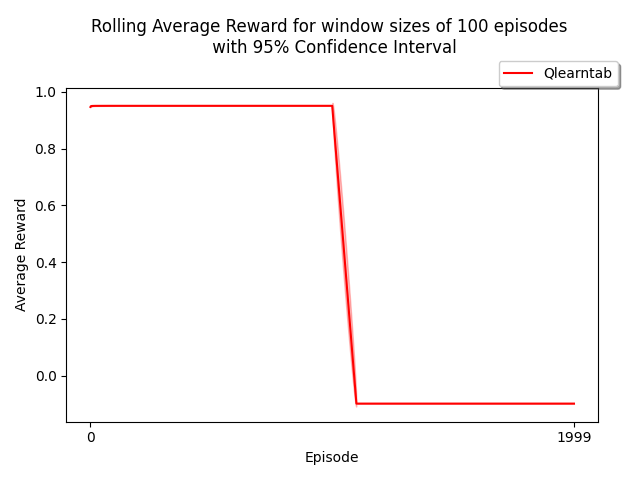 Rolling Average Reward for window sizes of 100 episodes
with 95% Confidence Interval
Qlearntab
1.0
0.8
0.6
0.4
0.2
0.0
Average Reward
0
1999
Episode